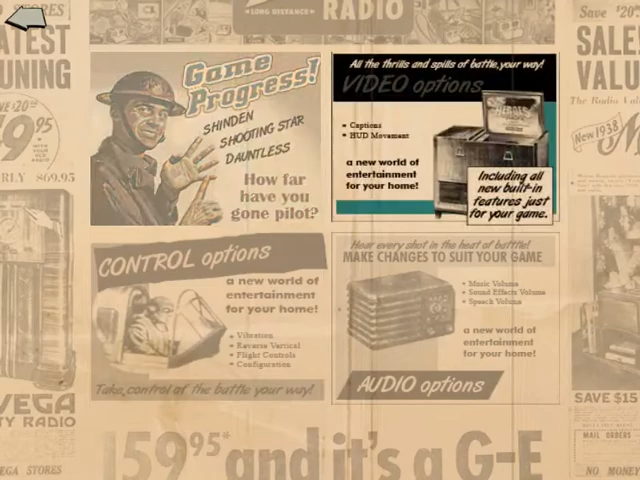 ORES
LONG DISTANCE
RADIO
Save $20
ATEST
UNING
SALE
VALU
The Radio
$20
9.95
New 1938
RLY $69.95
Game
Progress!
SHINDEN
SHOOTING STAR
DAUNTLESS
How far
have you
gone pilot?
All the thrills and spills of battle, your way!
VIDEO options
Captions
HUD Movement
a new world of
entertainment
for your home!
HEROES
Including all
new built-in
features just
for your game.
CONTROL options
a new world of
entertainment
for your home!
Vibration
Reverse Vertical
Flight Controls
Configuration
Take control of the battle your way!
Hear every shot in the heat of battle!
MAKE CHANGES TO SUIT YOUR GAME
Music Volume
Sound Effects Volume
Speech Volume
a new world of
entertainment
for your home!
AUDIO options
VEGA
TY RADIO
EGA STORES
SAVE $15
MAIL ORDERS
NO MONEY
59.95* and it's a G-E